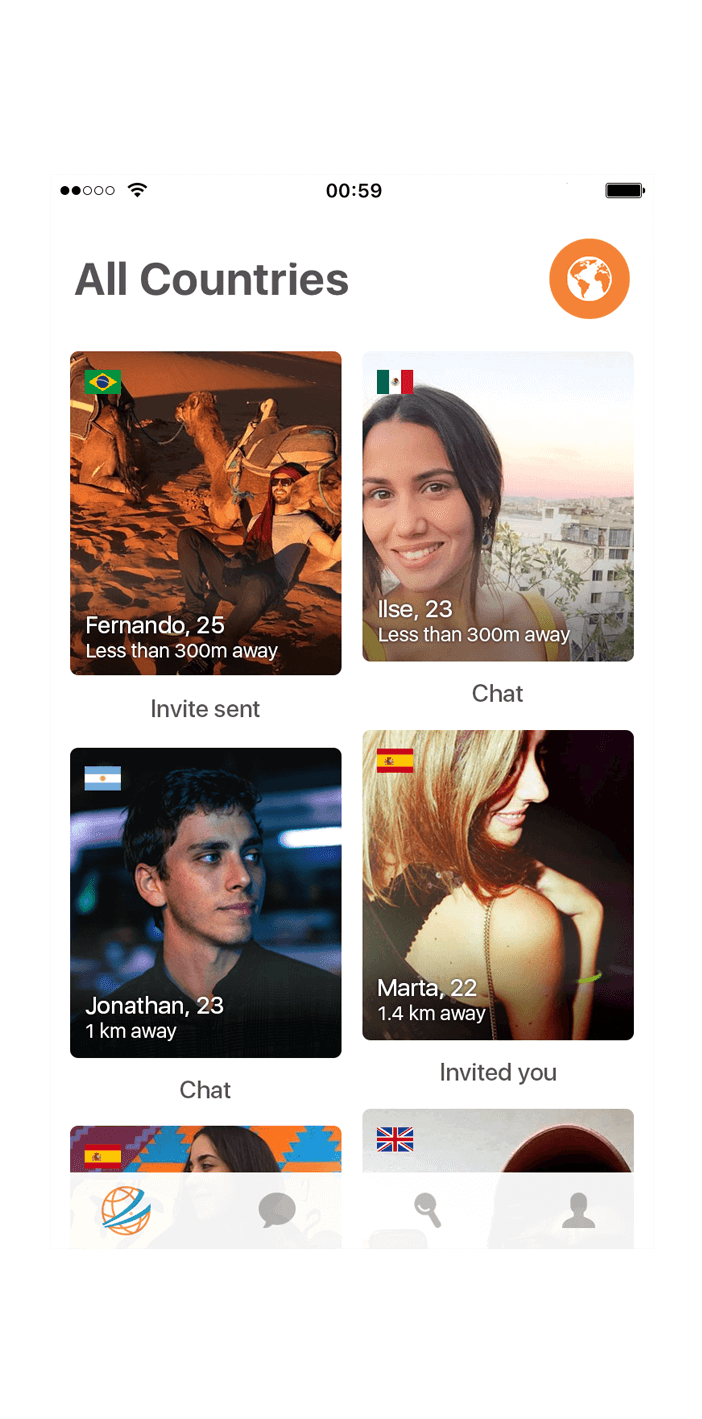 00:59
All Countries
Fernando, 25
Less than 300m away
Invite sent
Ilse, 23
Less than 300m away
Chat
Jonathan, 23
1 km away
Chat
Marta, 22
1.4 km away
Invited you